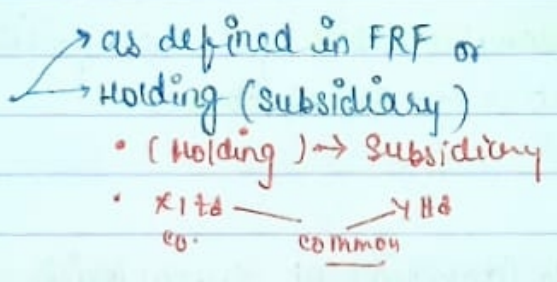 → as defined in FRF or
→ Holding (Subsidiary)
• (Holding) → Subsidiary
• X ltd — — Y ltd
co. common